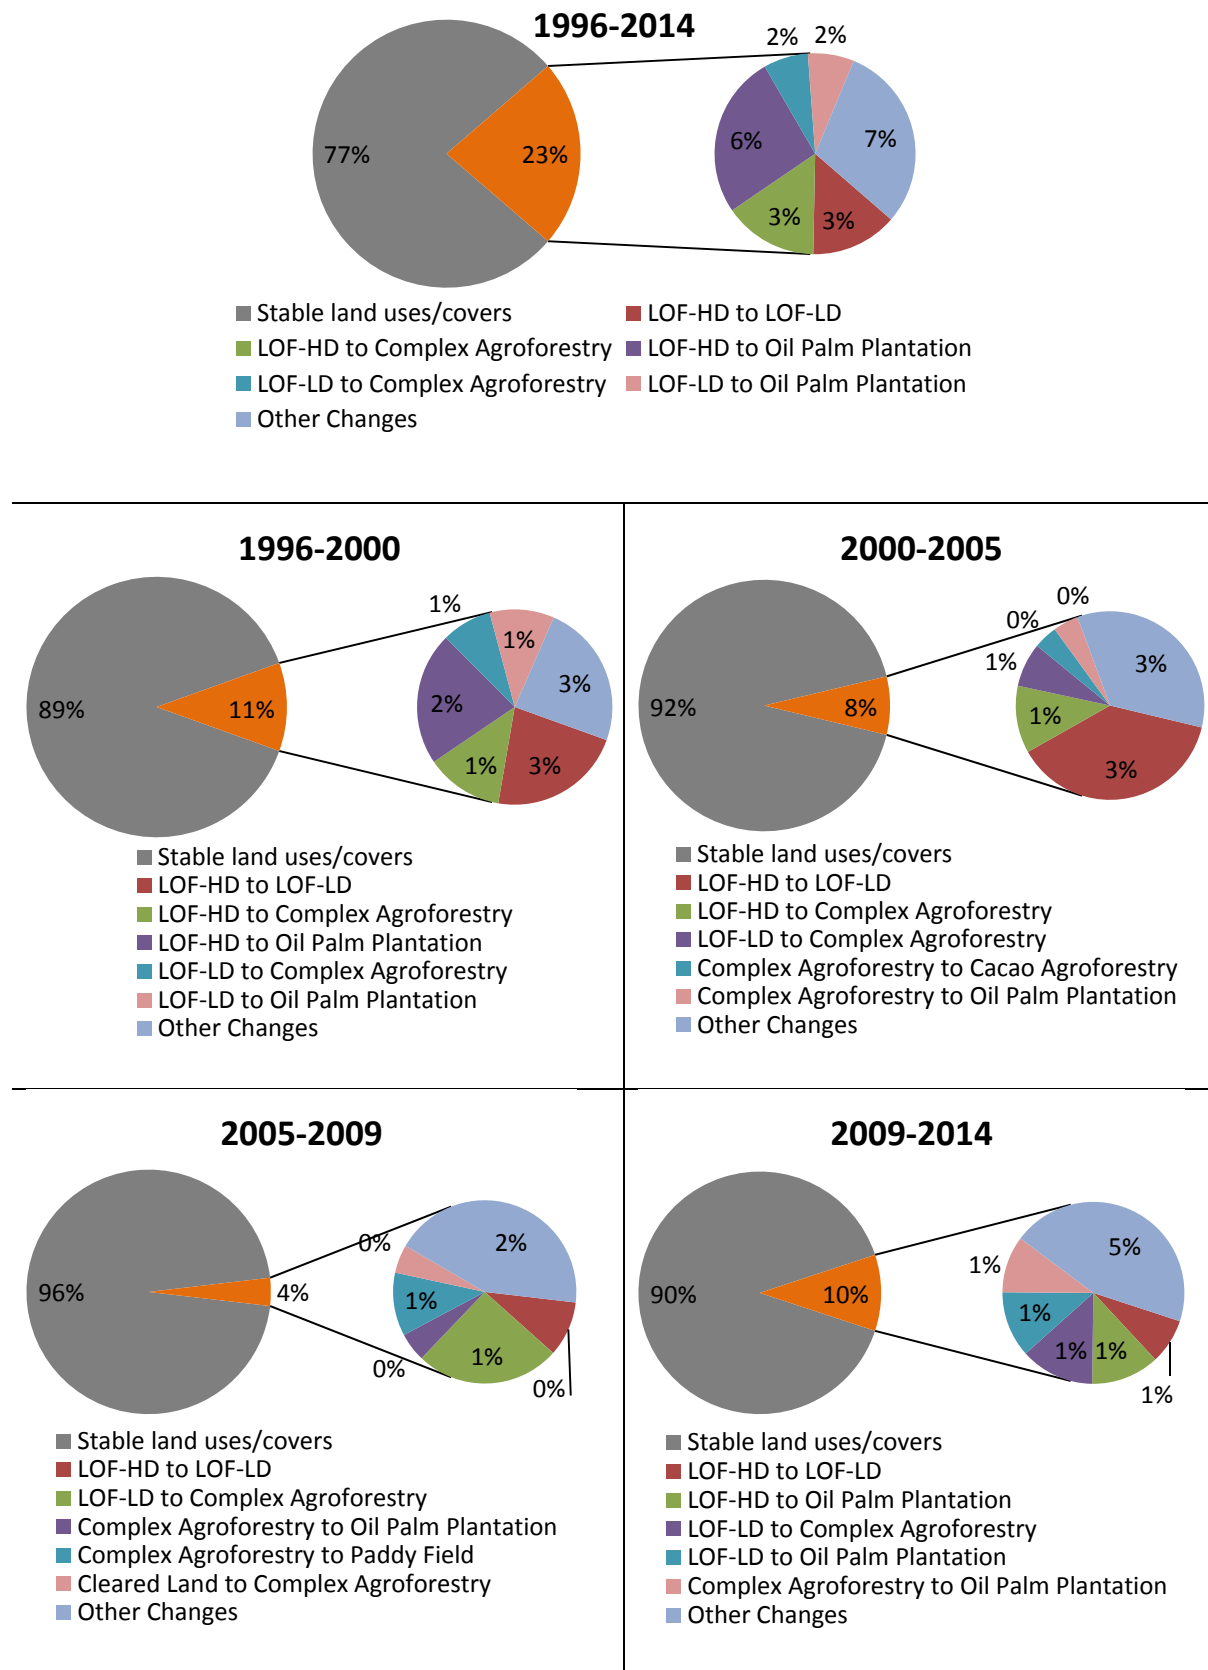 1996-2014
2% 2%
77% 23% 6% 7%
3% 3%
Stable land uses/covers LOF-HD to LOF-LD
LOF-HD to Complex Agroforestry LOF-HD to Oil Palm Plantation
LOF-LD to Complex Agroforestry LOF-LD to Oil Palm Plantation
Other Changes
1996-2000
1%
1%
89% 11% 2% 3%
1% 3%
Stable land uses/covers
LOF-HD to LOF-LD
LOF-HD to Complex Agroforestry
LOF-HD to Oil Palm Plantation
LOF-LD to Complex Agroforestry
LOF-LD to Oil Palm Plantation
Other Changes
2000-2005
0%
0%
1% 3%
92% 8% 1%
3%
Stable land uses/covers
LOF-HD to LOF-LD
LOF-HD to Complex Agroforestry
LOF-LD to Complex Agroforestry
Complex Agroforestry to Cacao Agroforestry
Complex Agroforestry to Oil Palm Plantation
Other Changes
2005-2009
0% 2%
96% 4% 1%
1%
0% 0%
Stable land uses/covers
LOF-HD to LOF-LD
LOF-LD to Complex Agroforestry
Complex Agroforestry to Oil Palm Plantation
Complex Agroforestry to Paddy Field
Cleared Land to Complex Agroforestry
Other Changes
2009-2014
1% 5%
90% 10% 1%
1% 1%
1%
Stable land uses/covers
LOF-HD to LOF-LD
LOF-HD to Oil Palm Plantation
LOF-LD to Complex Agroforestry
LOF-LD to Oil Palm Plantation
Complex Agroforestry to Oil Palm Plantation
Other Changes